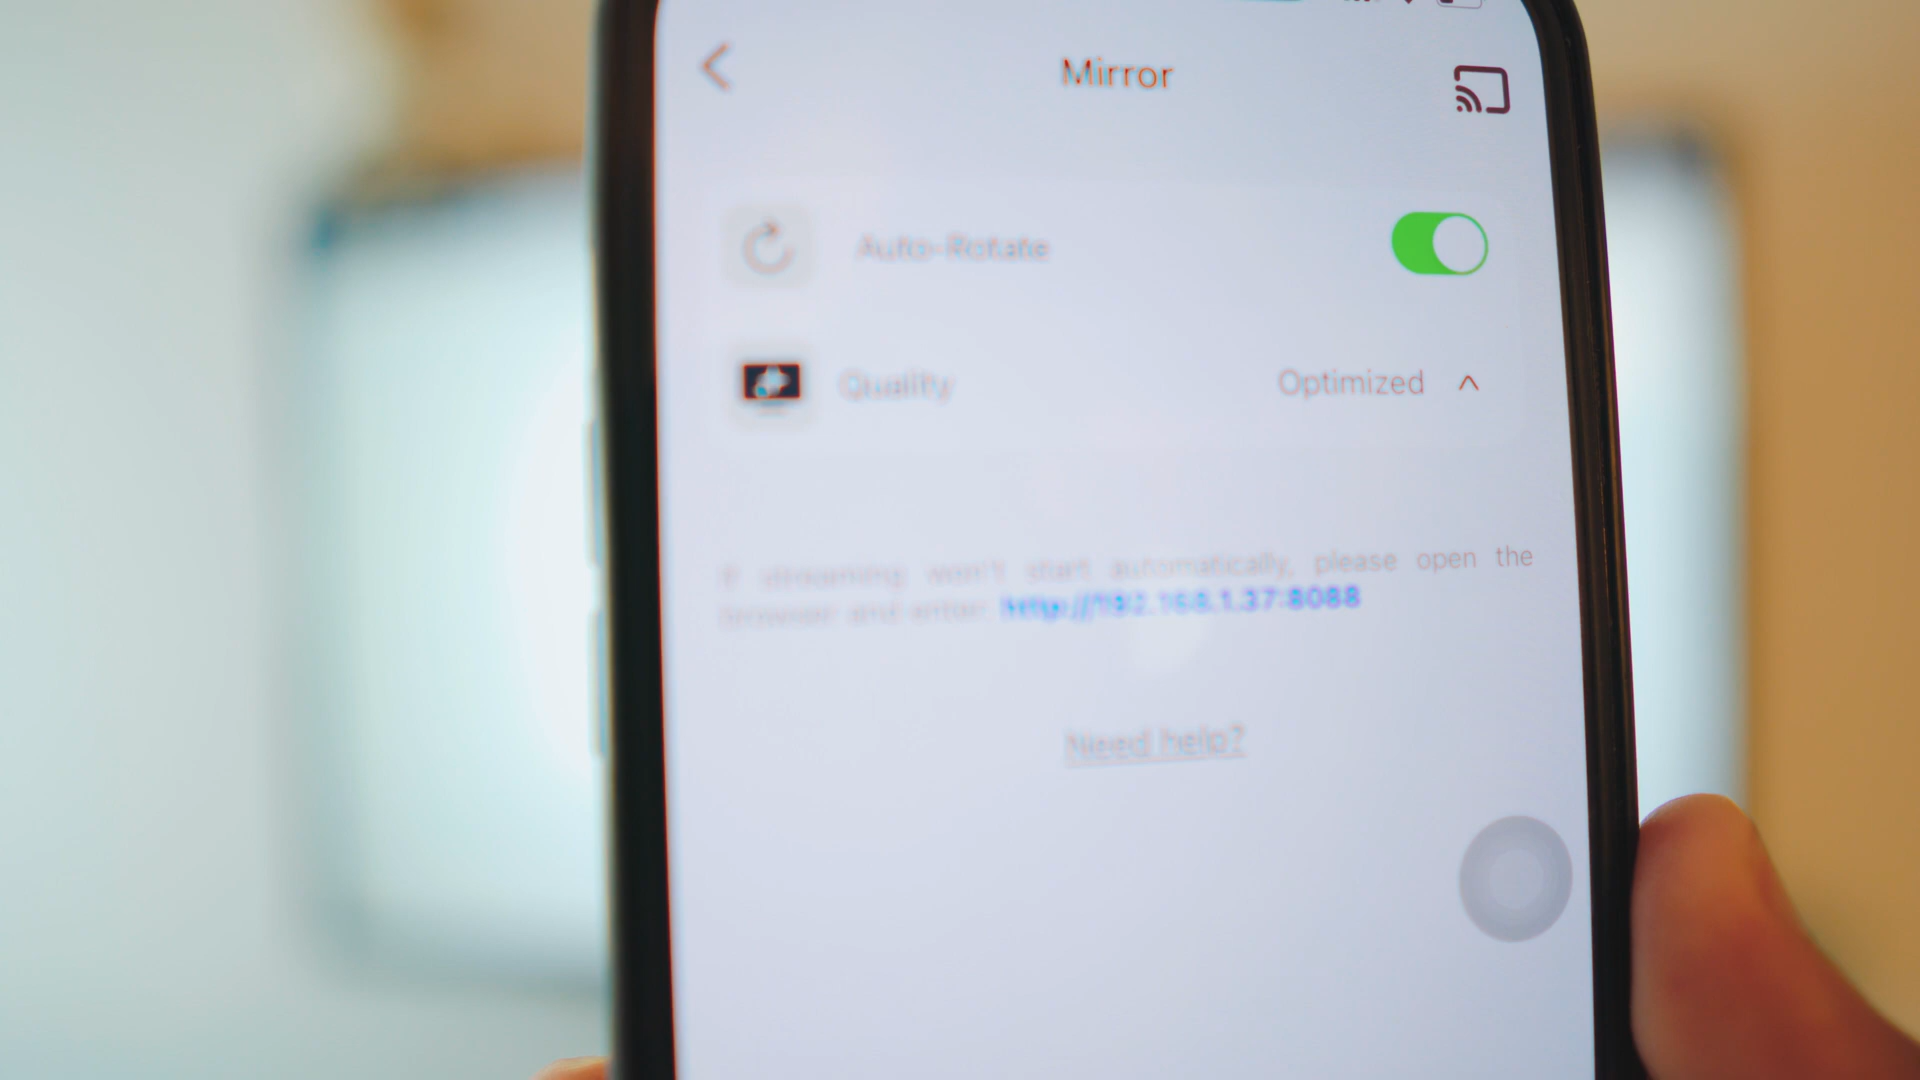 Mirror
Auto-Rotate
Quality
Optimized
If streaming won't start automatically, please open the
browser and enter: http://192.168.1.37:8088
Need help?